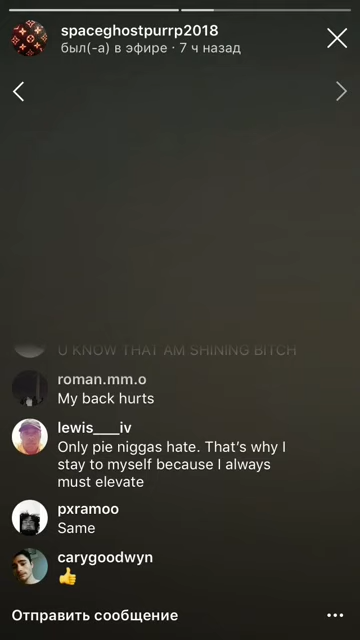 spaceghostpurrp2018
был(-а) в эфире · 7 ч назад
U KNOW THAT AM SHINING BITCH
roman.mm.o
My back hurts
lewis____iv
Only pie niggas hate. That's why I
stay to myself because I always
must elevate
pxramoo
Same
carygoodwyn
👍
Отправить сообщение